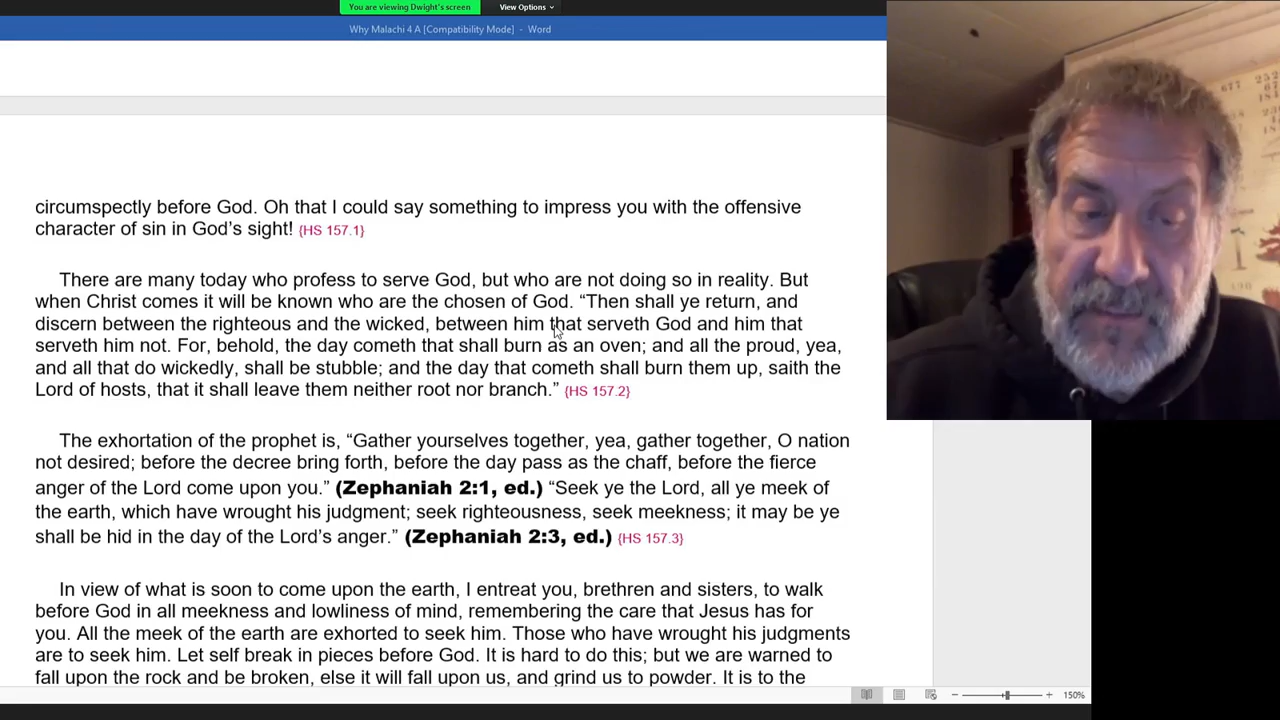 You are viewing Dwight's screen
View Options
Why Malachi 4 A [Compatibility Mode] - Word
circumspectly before God. Oh that I could say something to impress you with the offensive
character of sin in God’s sight! {HS 157.1}
There are many today who profess to serve God, but who are not doing so in reality. But
when Christ comes it will be known who are the chosen of God. “Then shall ye return, and
discern between the righteous and the wicked, between him that serveth God and him that
serveth him not. For, behold, the day cometh that shall burn as an oven; and all the proud, yea,
and all that do wickedly, shall be stubble; and the day that cometh shall burn them up, saith the
Lord of hosts, that it shall leave them neither root nor branch.” {HS 157.2}
The exhortation of the prophet is, “Gather yourselves together, yea, gather together, O nation
not desired; before the decree bring forth, before the day pass as the chaff, before the fierce
anger of the Lord come upon you.” (Zephaniah 2:1, ed.) “Seek ye the Lord, all ye meek of
the earth, which have wrought his judgment; seek righteousness, seek meekness; it may be ye
shall be hid in the day of the Lord’s anger.” (Zephaniah 2:3, ed.) {HS 157.3}
In view of what is soon to come upon the earth, I entreat you, brethren and sisters, to walk
before God in all meekness and lowliness of mind, remembering the care that Jesus has for
you. All the meek of the earth are exhorted to seek him. Those who have wrought his judgments
are to seek him. Let self break in pieces before God. It is hard to do this; but we are warned to
fall upon the rock and be broken, else it will fall upon us, and grind us to powder. It is to the
150%
677